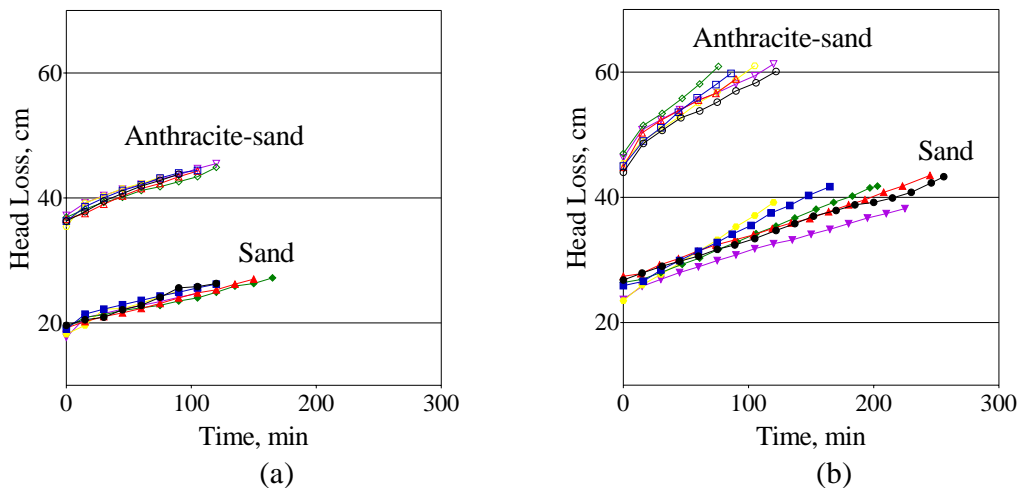 Head Loss, cm
60
40
20
Anthracite-sand
Sand
0
100
200
300
Time, min
(a)
Head Loss, cm
60
40
20
Anthracite-sand
Sand
0
100
200
300
Time, min
(b)